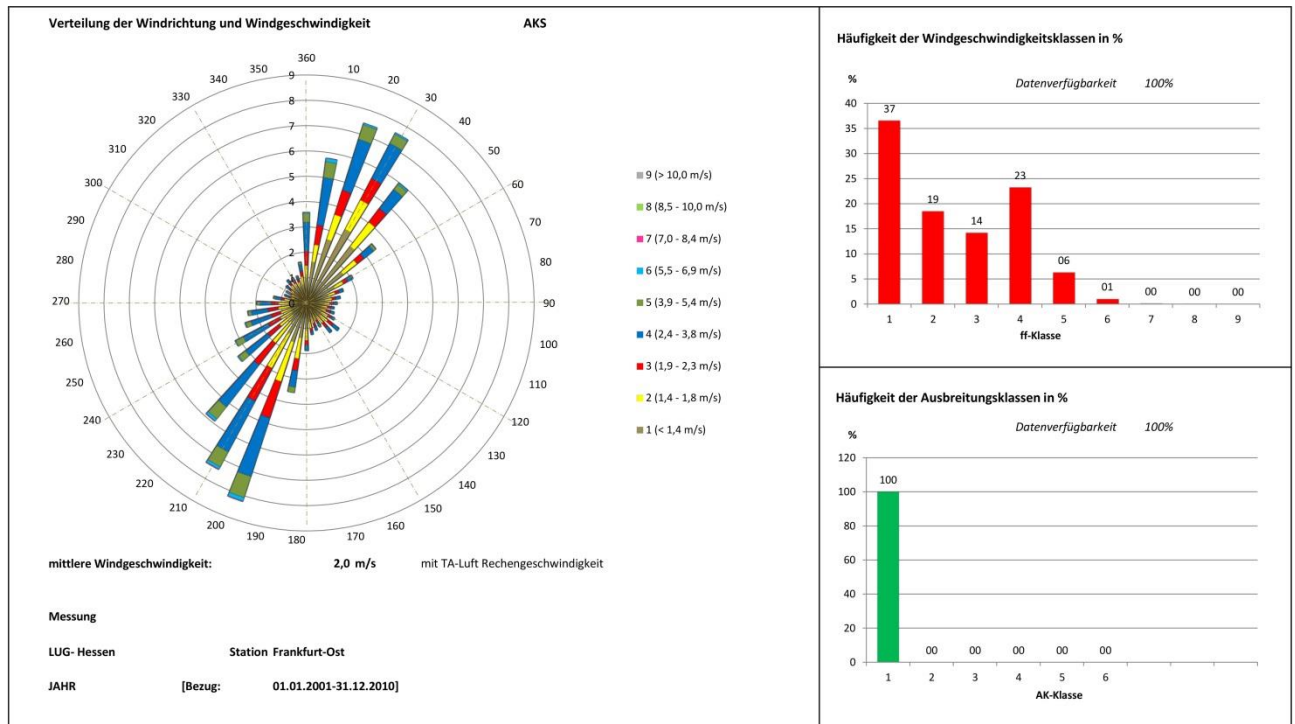 Verteilung der Windrichtung und Windgeschwindigkeit AKS
360
10
20
30
40
50
60
70
80
90
100
110
120
130
140
150
160
170
180
190
200
210
220
230
240
250
260
270
280
290
300
310
320
330
340
350
9
8
7
6
5
4
3
2
1
0
9 (> 10,0 m/s)
8 (8,5 - 10,0 m/s)
7 (7,0 - 8,4 m/s)
6 (5,5 - 6,9 m/s)
5 (3,9 - 5,4 m/s)
4 (2,4 - 3,8 m/s)
3 (1,9 - 2,3 m/s)
2 (1,4 - 1,8 m/s)
1 (< 1,4 m/s)
mittlere Windgeschwindigkeit: 2,0 m/s mit TA-Luft Rechengeschwindigkeit
Messung
LUG- Hessen Station Frankfurt-Ost
JAHR [Bezug: 01.01.2001-31.12.2010]
Häufigkeit der Windgeschwindigkeitsklassen in %
% Datenverfügbarkeit 100%
40
35
30
25
20
15
10
5
0
37 19 14 23 06 01 00 00 00
1 2 3 4 5 6 7 8 9
ff-Klasse
Häufigkeit der Ausbreitungsklassen in %
% Datenverfügbarkeit 100%
120
100
80
60
40
20
0
100 00 00 00 00 00
1 2 3 4 5 6
AK-Klasse